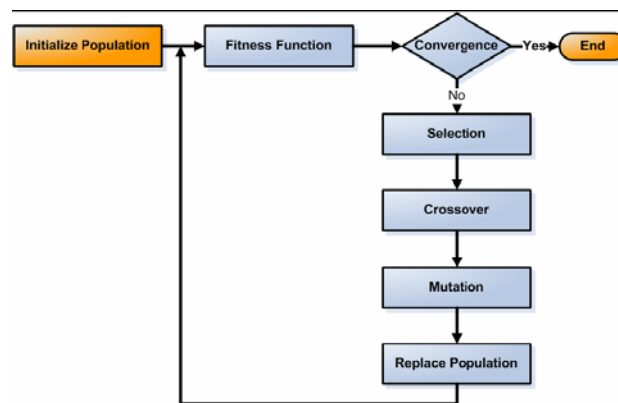 Initialize Population
Fitness Function
Convergence
Yes
End
No
Selection
Crossover
Mutation
Replace Population